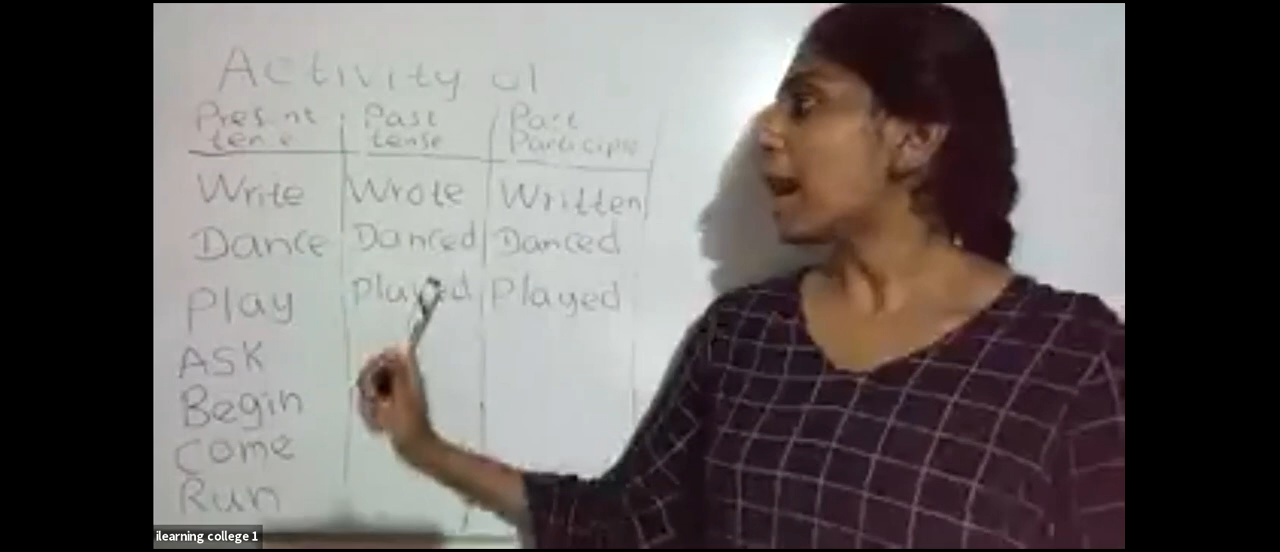 Activity 01
Present Past Past
tense tense Participle
Write Wrote Written
Dance Danced Danced
Play Played Played
ASK
Begin
Come
Run
ilearning college 1